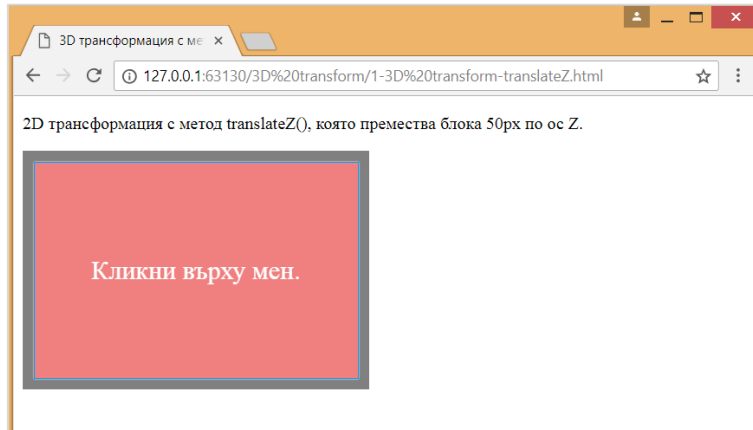 3D трансформация с ме
127.0.0.1:63130/3D%20transform/1-3D%20transform-translateZ.html
2D трансформация с метод translateZ(), която премества блока 50px по ос Z.
Кликни върху мен.